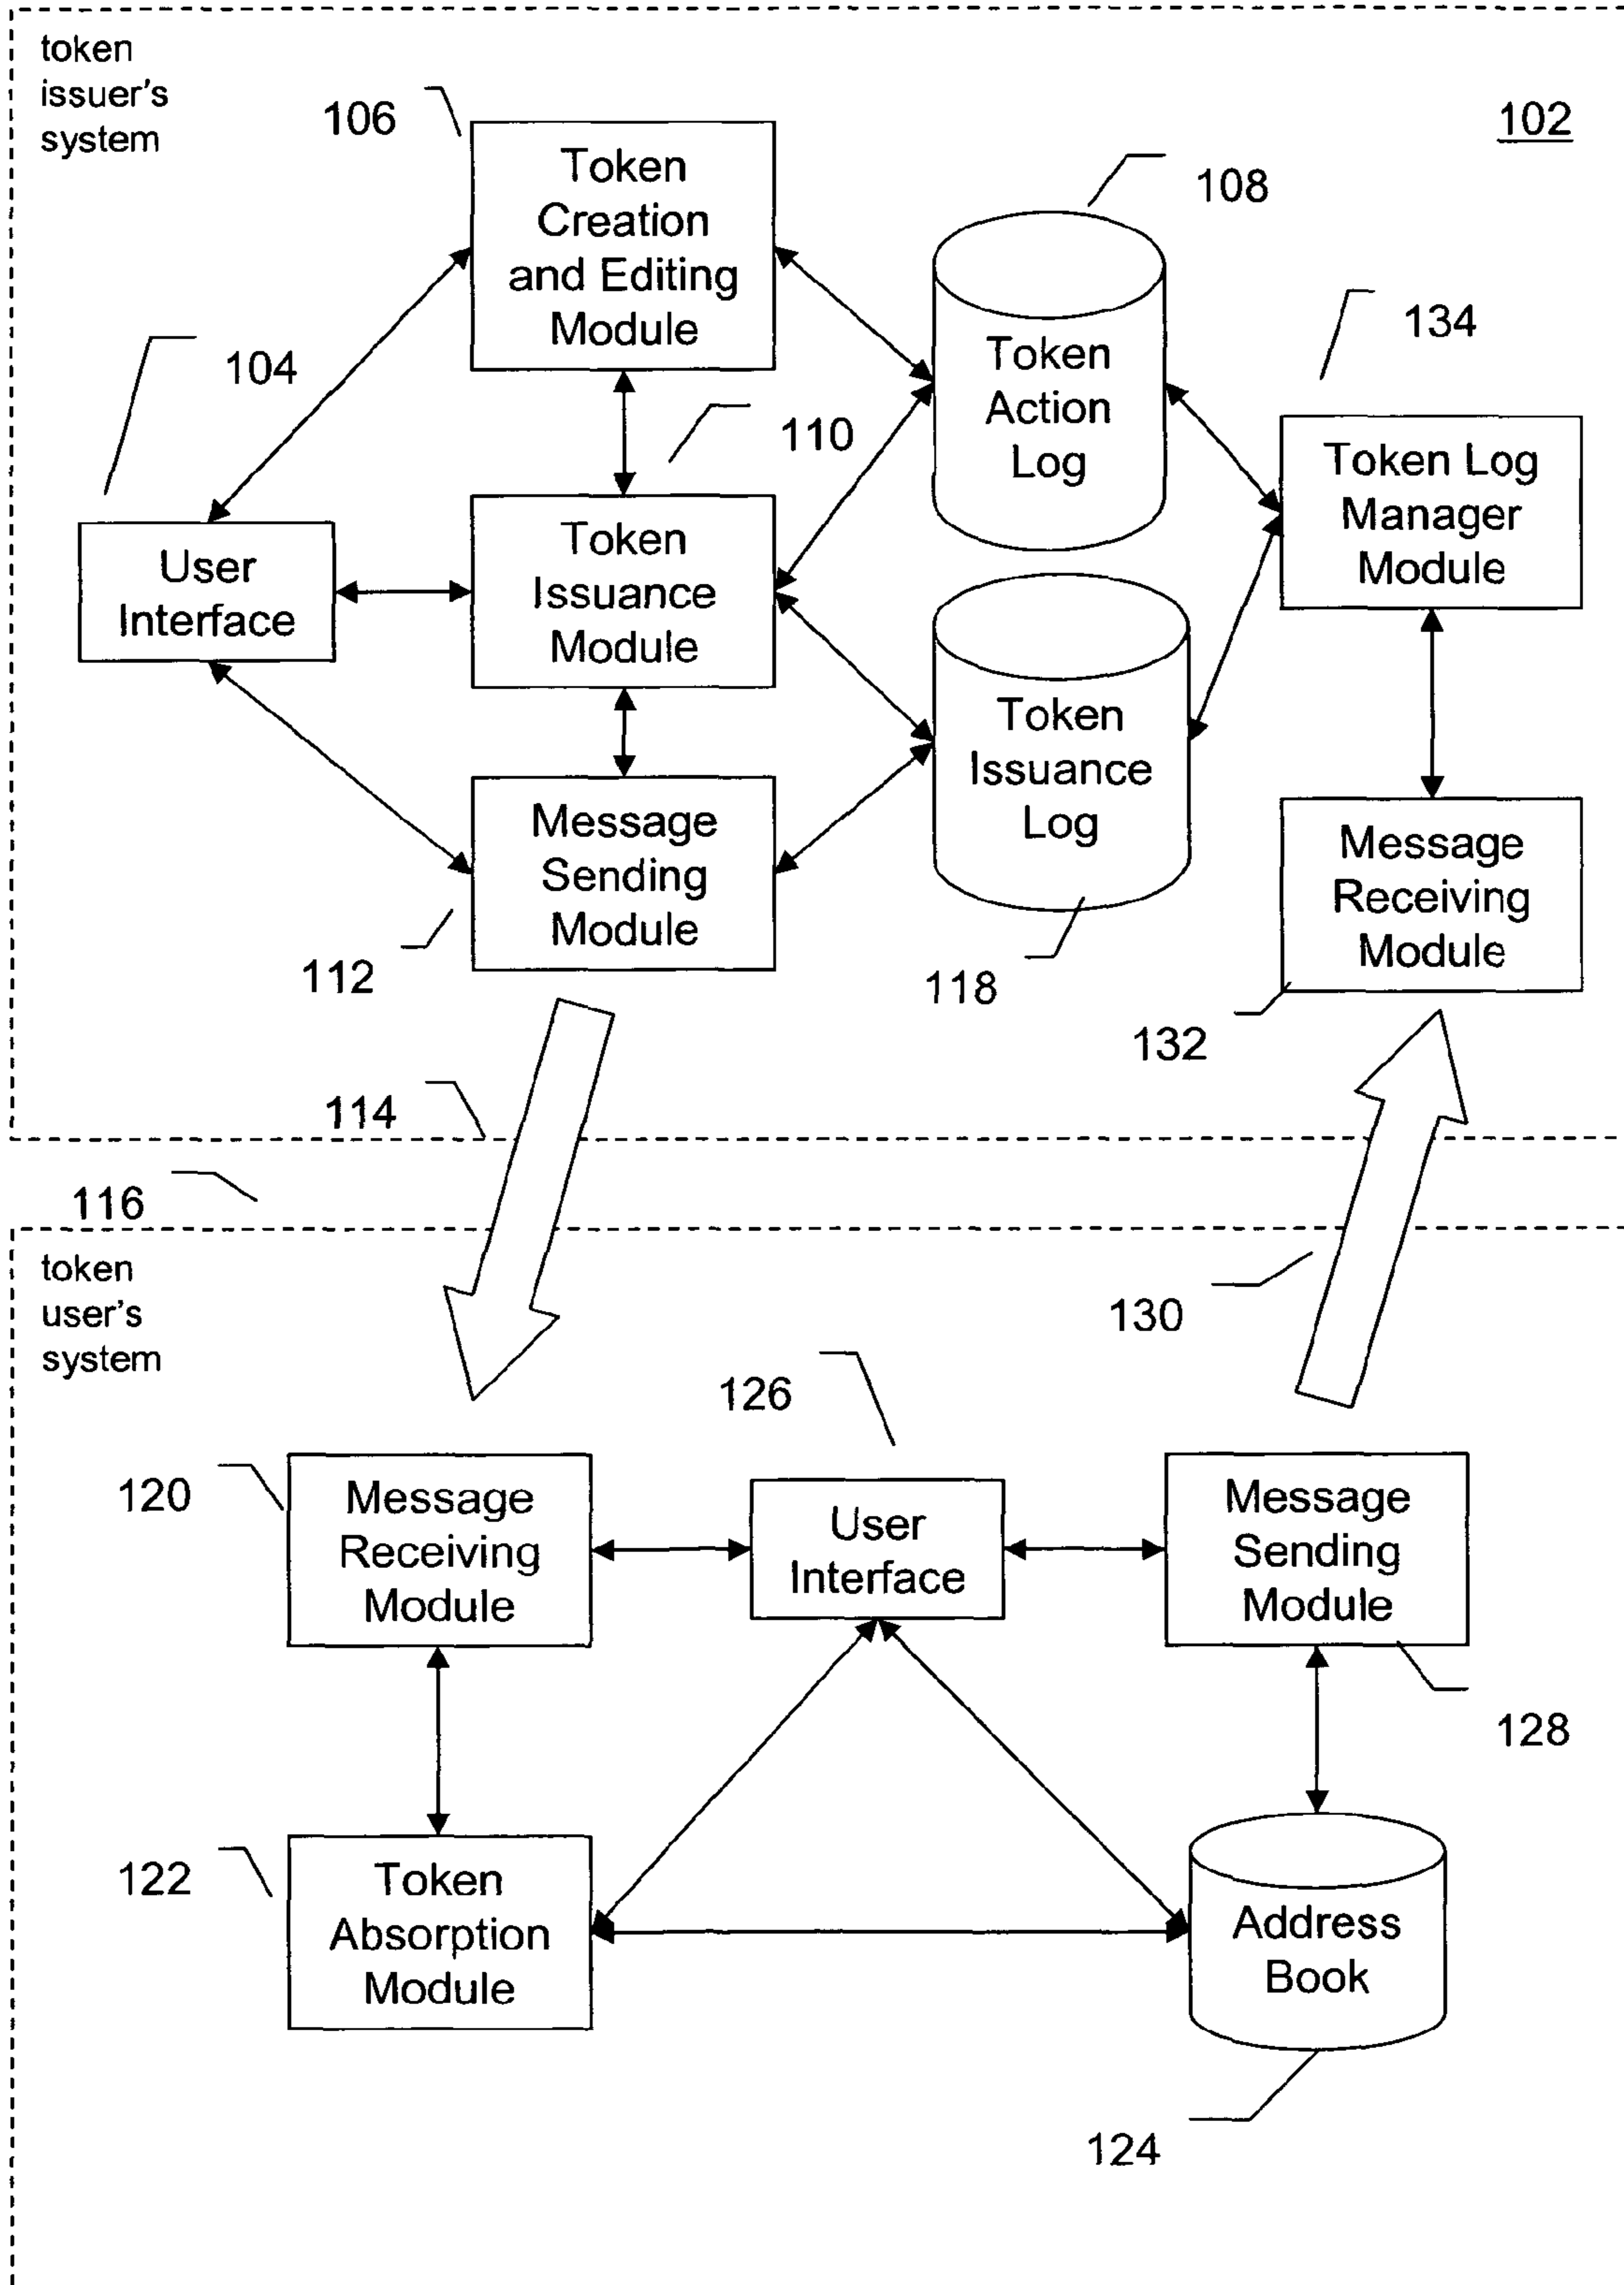 token
issuer's
system
102
106
Token
Creation
and Editing
Module
108
134
104
Token
Action
Log
110
Token Log
Manager
Module
User
Interface
Token
Issuance
Module
Token
Issuance
Log
Message
Sending
Module
Message
Receiving
Module
112
118
132
114
116
token
user's
system
130
126
120
Message
Receiving
Module
User
Interface
Message
Sending
Module
128
122
Token
Absorption
Module
Address
Book
124